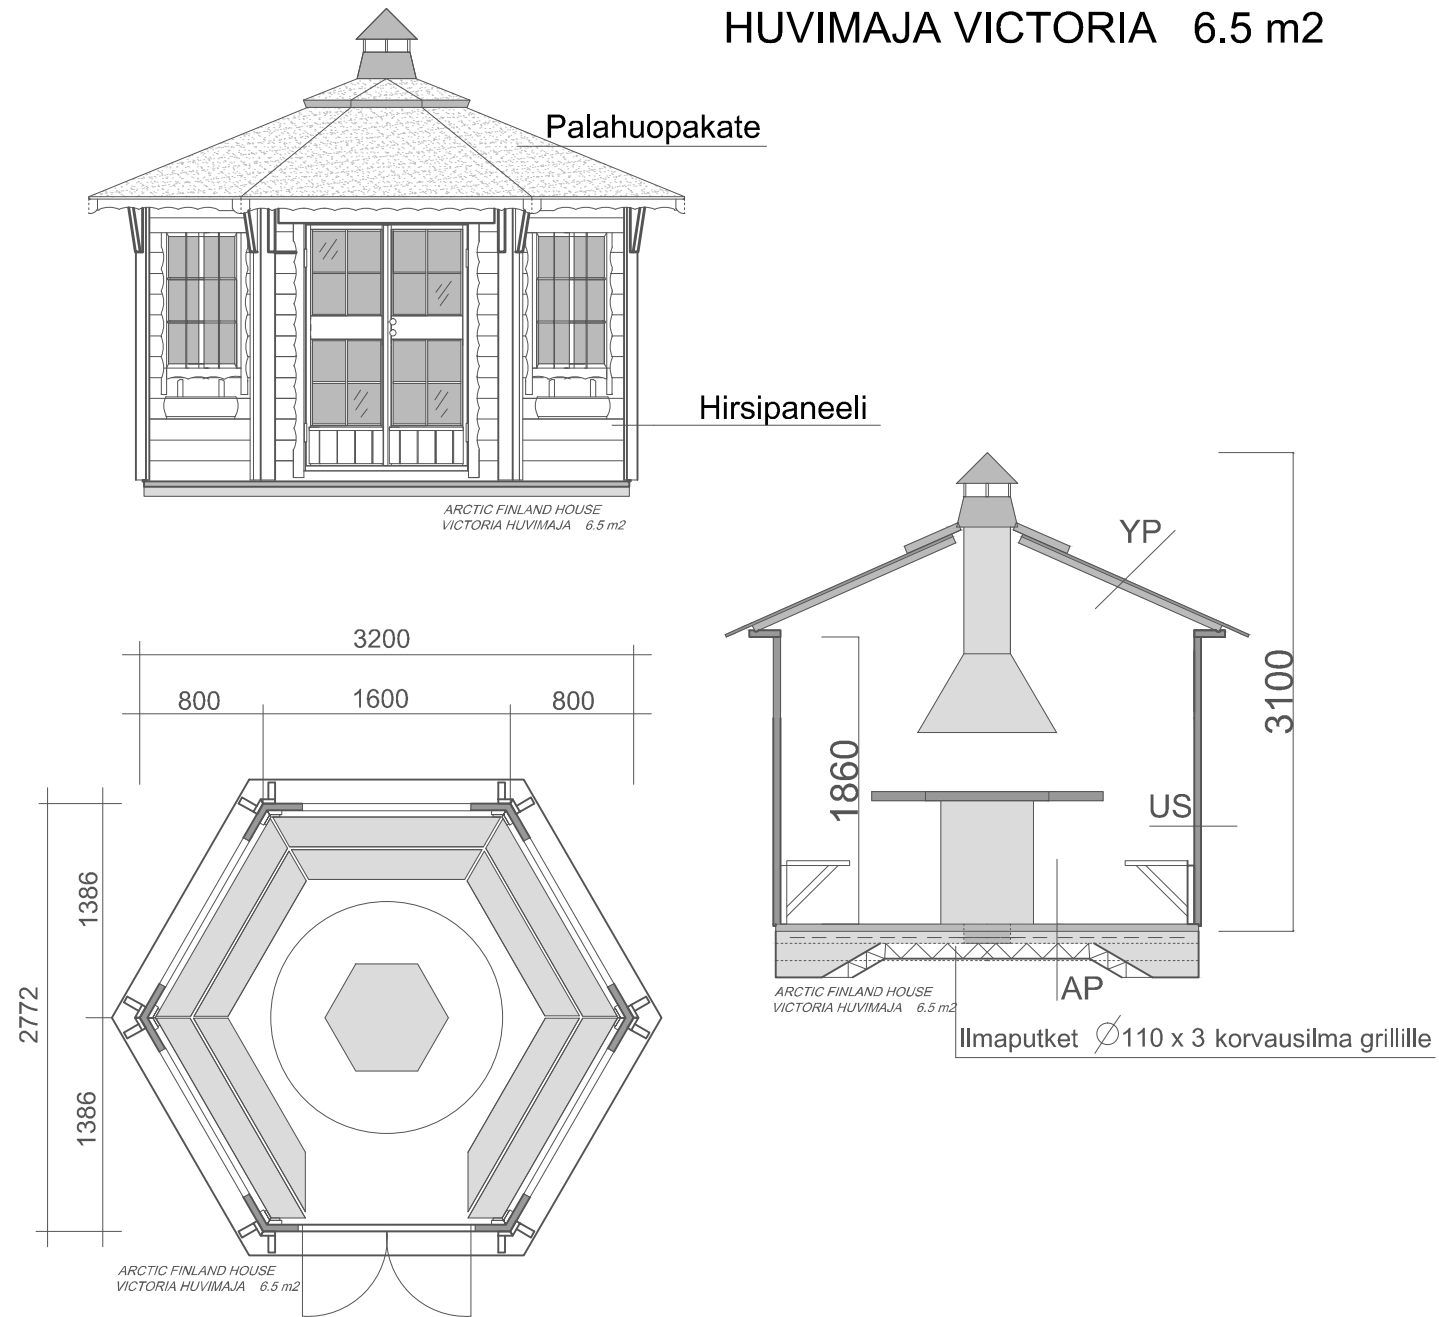 HUVIMAJA VICTORIA 6.5 m2
Palahuopakate
Hirsipaneeli
ARCTIC FINLAND HOUSE
VICTORIA HUVIMAJA 6.5 m2
YP
3100
1860
US
AP
ARCTIC FINLAND HOUSE
VICTORIA HUVIMAJA 6.5 m2
Ilmaputket ∅110 x 3 korvausilma grillille
3200
800 1600 800
1386
2772
1386
ARCTIC FINLAND HOUSE
VICTORIA HUVIMAJA 6.5 m2